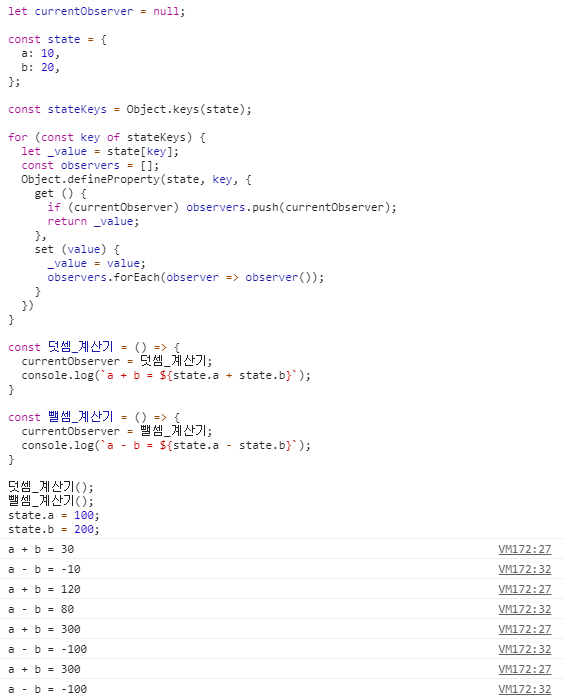 let currentObserver = null;
const state = {
  a: 10,
  b: 20,
};
const stateKeys = Object.keys(state);
for (const key of stateKeys) {
  let _value = state[key];
  const observers = [];
  Object.defineProperty(state, key, {
    get () {
      if (currentObserver) observers.push(currentObserver);
      return _value;
    },
    set (value) {
      _value = value;
      observers.forEach(observer => observer());
    }
  })
}
const 덧셈_계산기 = () => {
  currentObserver = 덧셈_계산기;
  console.log(`a + b = ${state.a + state.b}`);
}
const 뺄셈_계산기 = () => {
  currentObserver = 뺄셈_계산기;
  console.log(`a - b = ${state.a - state.b}`);
}
덧셈_계산기();
뺄셈_계산기();
state.a = 100;
state.b = 200;
a + b = 30 VM172:27
a - b = -10 VM172:32
a + b = 120 VM172:27
a - b = 80 VM172:32
a + b = 300 VM172:27
a - b = -100 VM172:32
a + b = 300 VM172:27
a - b = -100 VM172:32